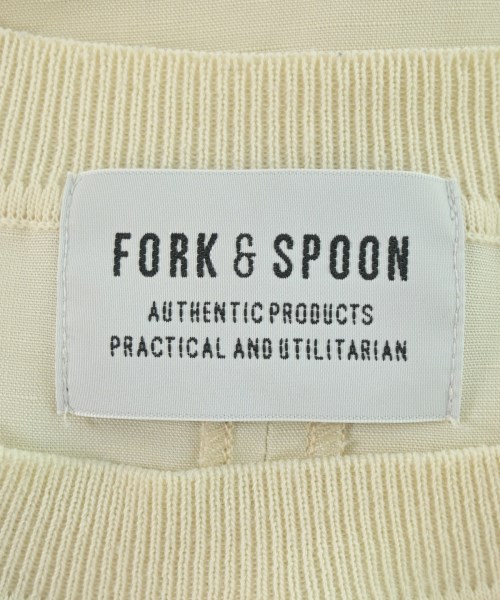 FORK & SPOON
AUTHENTIC PRODUCTS
PRACTICAL AND UTILITARIAN